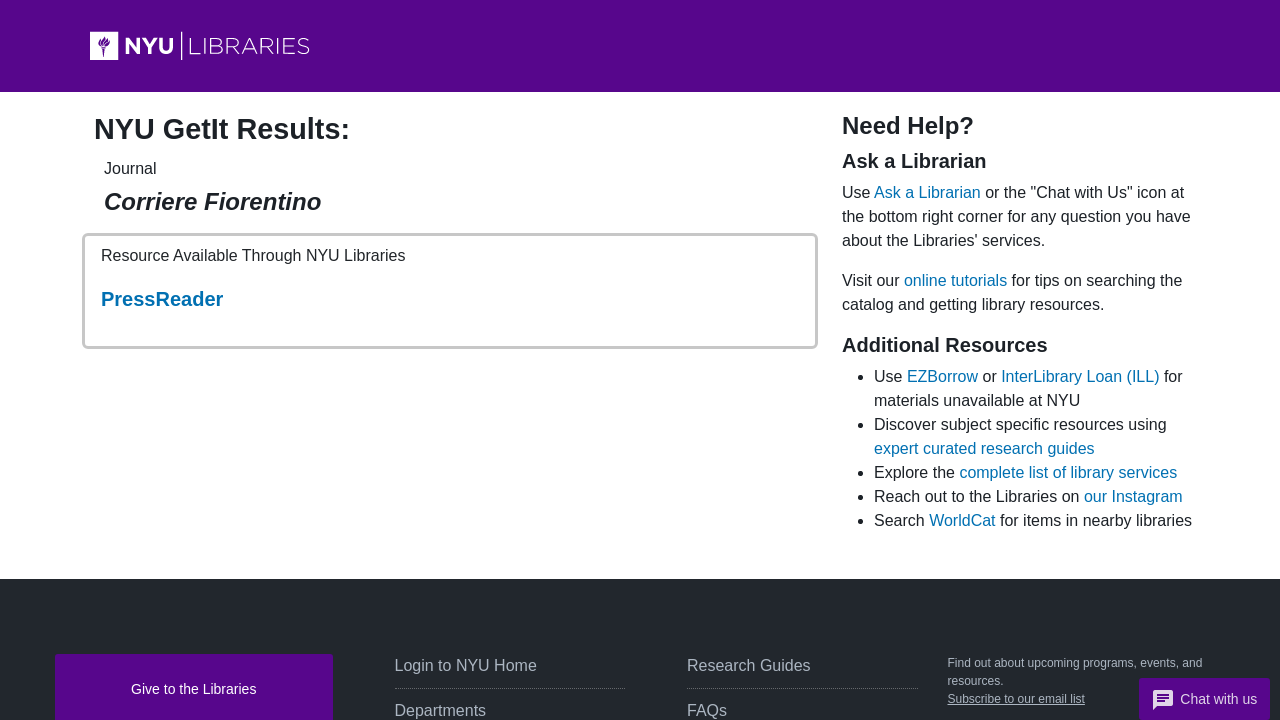 NYU LIBRARIES
NYU GetIt Results:
Journal
Corriere Fiorentino
Resource Available Through NYU Libraries
PressReader
Need Help?
Ask a Librarian
Use Ask a Librarian or the "Chat with Us" icon at
the bottom right corner for any question you have
about the Libraries' services.
Visit our online tutorials for tips on searching the
catalog and getting library resources.
Additional Resources
Use EZBorrow or InterLibrary Loan (ILL) for
materials unavailable at NYU
Discover subject specific resources using
expert curated research guides
Explore the complete list of library services
Reach out to the Libraries on our Instagram
Search WorldCat for items in nearby libraries
Give to the Libraries
Login to NYU Home
Departments
Research Guides
FAQs
Find out about upcoming programs, events, and
resources.
Subscribe to our email list
Chat with us